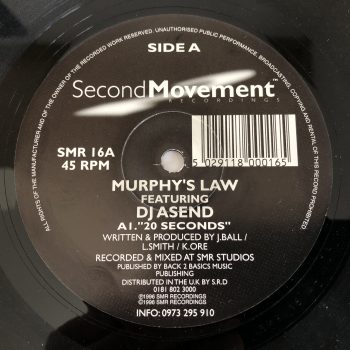 ALL RIGHTS OF THE MANUFACTURER AND OF THE OWNER OF THE RECORDED WORK RESERVED. UNAUTHORISED PUBLIC PERFORMANCE, BROADCASTING, COPYING AND RENTAL OF THIS RECORD PROHIBITED
SIDE A
SecondMovement™
RECORDINGS
SMR 16A
45 RPM
5 029118 000165
MURPHY'S LAW
FEATURING
DJ ASEND
A1. "20 SECONDS"
WRITTEN & PRODUCED BY J.BALL /
L.SMITH / K.ORE
RECORDED & MIXED AT SMR STUDIOS
PUBLISHED BY BACK 2 BASICS MUSIC
PUBLISHING
DISTRIBUTED IN THE U.K BY S.R.D
0181 802 3000
℗1996 SMR RECORDINGS
©1996 SMR RECORDINGS
INFO: 0973 295 910